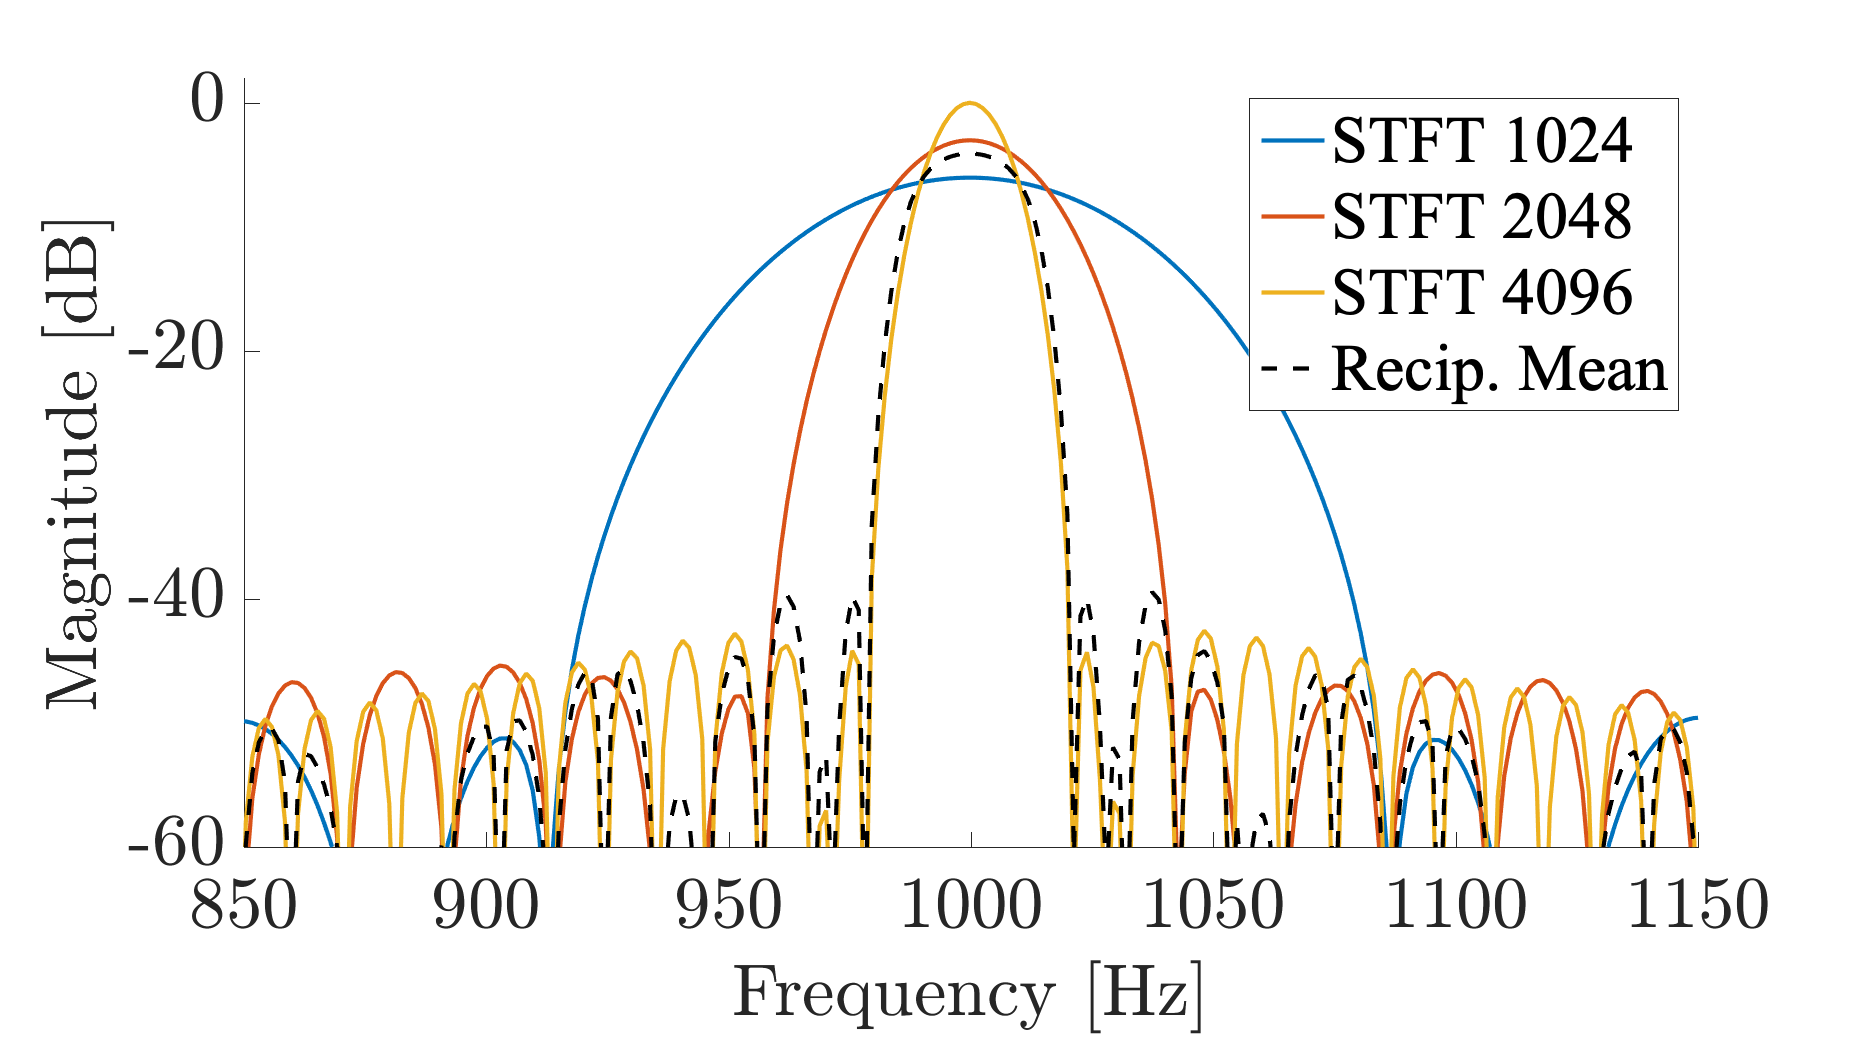 0
-20
-40
-60
Magnitude [dB]
850 900 950 1000 1050 1100 1150
Frequency [Hz]
STFT 1024
STFT 2048
STFT 4096
Recip. Mean